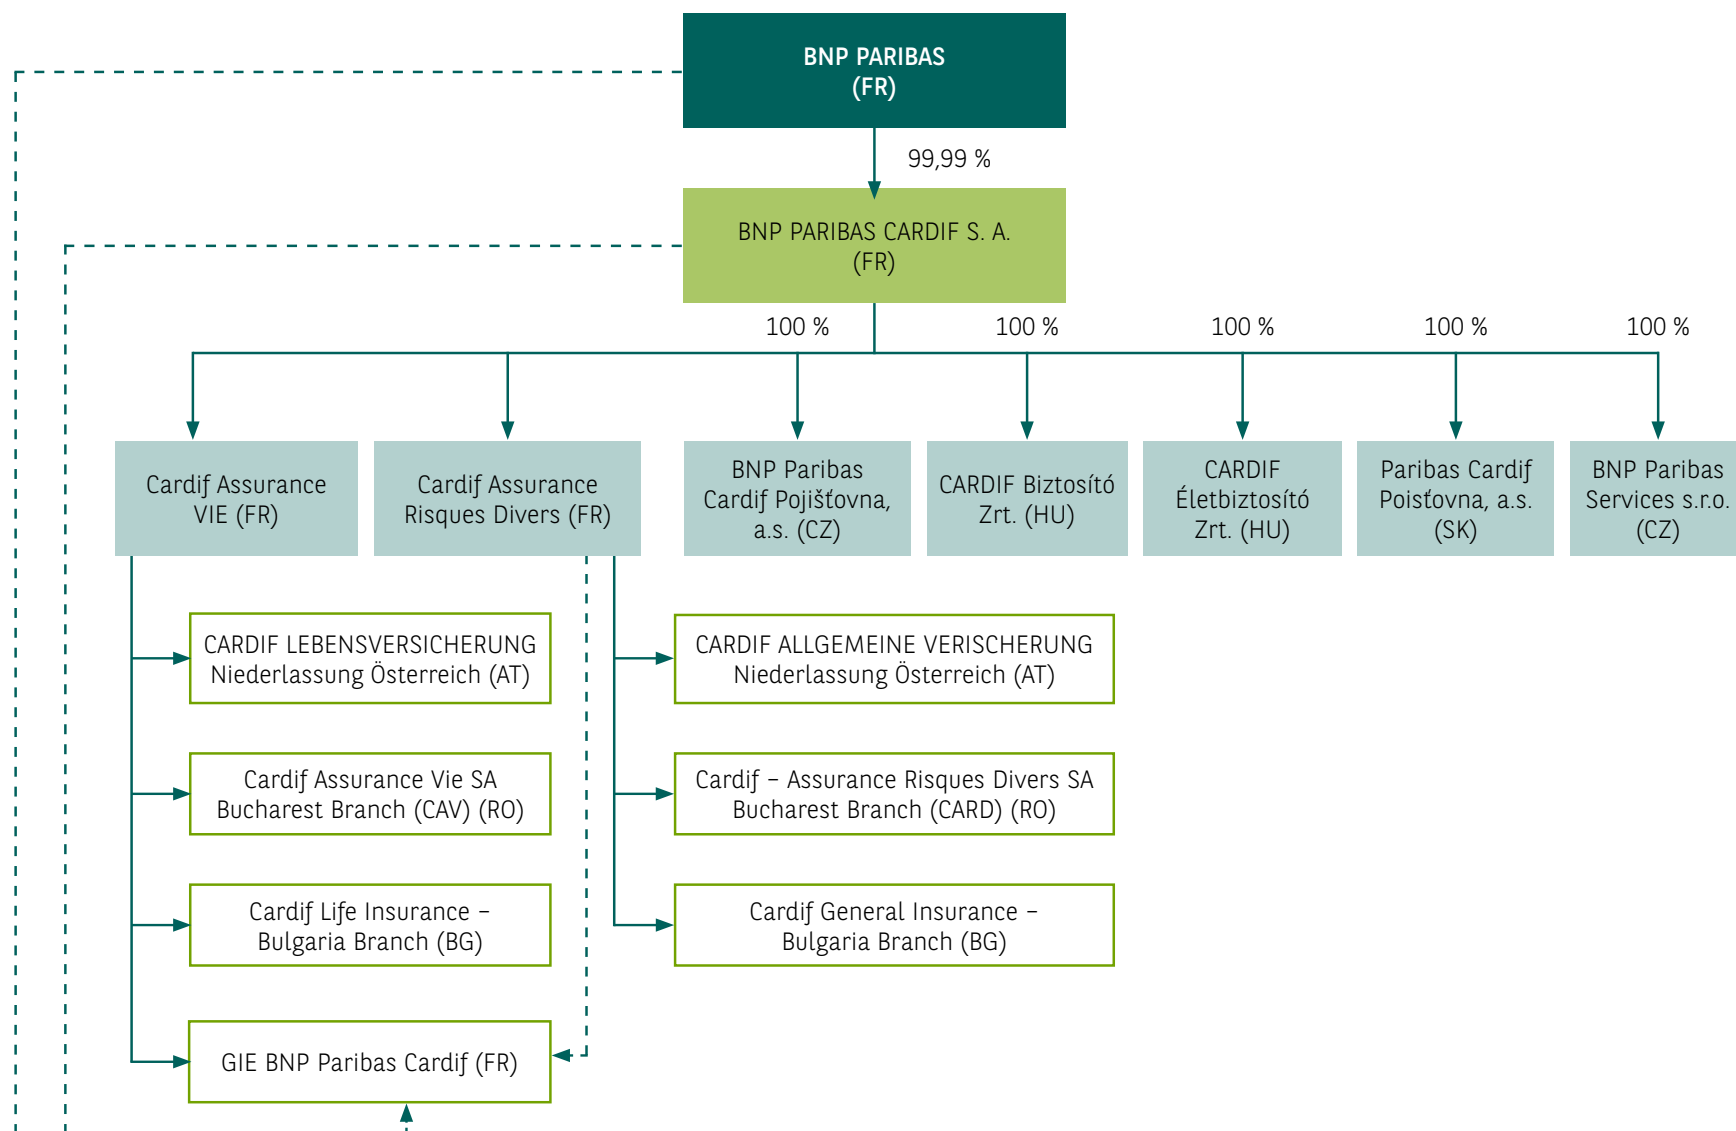 BNP PARIBAS
(FR)
99,99 %
BNP PARIBAS CARDIF S. A.
(FR)
100 %
100 %
100 %
100 %
100 %
Cardif Assurance
VIE (FR)
Cardif Assurance
Risques Divers (FR)
BNP Paribas
Cardif Pojišťovna,
a.s. (CZ)
CARDIF Biztosító
Zrt. (HU)
CARDIF
Életbiztosító
Zrt. (HU)
Paribas Cardif
Poisťovna, a.s.
(SK)
BNP Paribas
Services s.r.o.
(CZ)
CARDIF LEBENSVERSICHERUNG
Niederlassung Österreich (AT)
CARDIF ALLGEMEINE VERISCHERUNG
Niederlassung Österreich (AT)
Cardif Assurance Vie SA
Bucharest Branch (CAV) (RO)
Cardif – Assurance Risques Divers SA
Bucharest Branch (CARD) (RO)
Cardif Life Insurance –
Bulgaria Branch (BG)
Cardif General Insurance –
Bulgaria Branch (BG)
GIE BNP Paribas Cardif (FR)